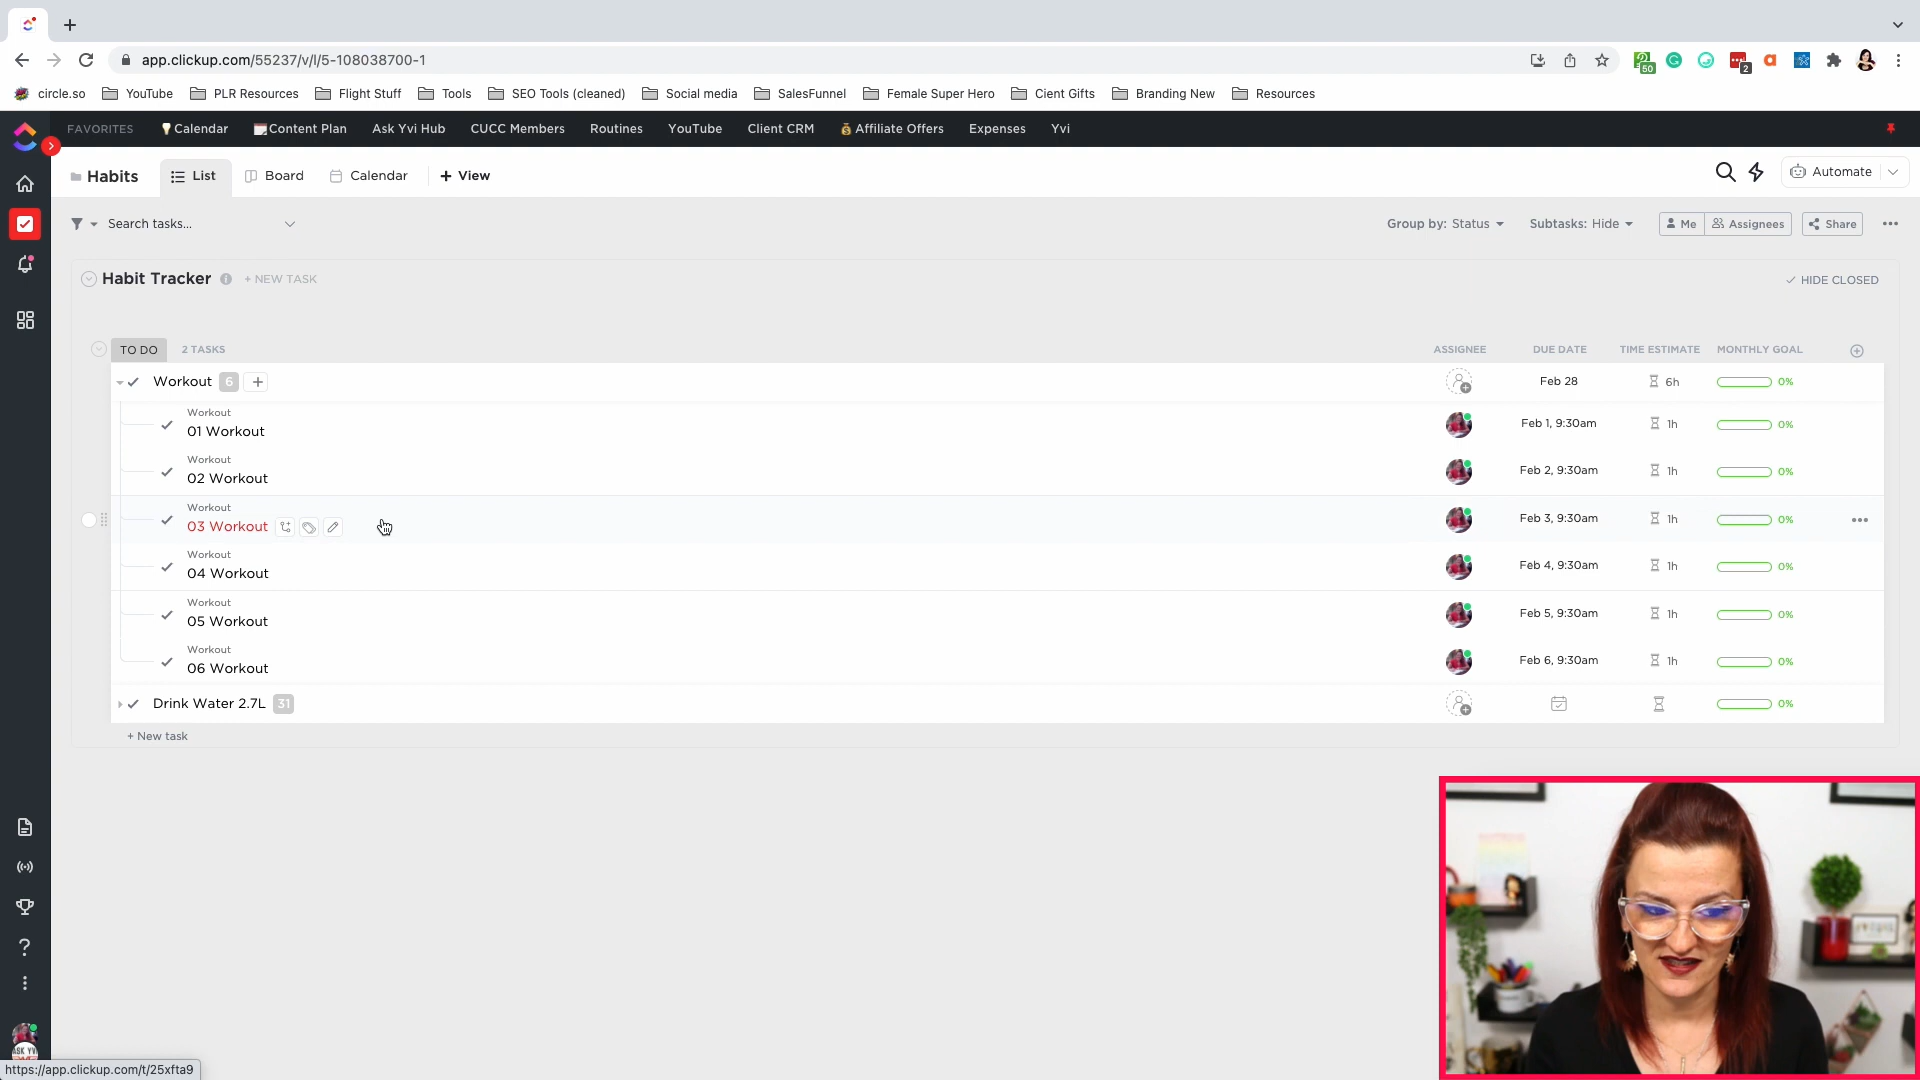 app.clickup.com/55237/v/l/5-108038700-1
50
2
circle.so YouTube PLR Resources Flight Stuff Tools SEO Tools (cleaned) Social media SalesFunnel Female Super Hero Cient Gifts Branding New Resources
FAVORITES Calendar Content Plan Ask Yvi Hub CUCC Members Routines YouTube Client CRM Affiliate Offers Expenses Yvi
Habits List Board Calendar + View Automate
Search tasks... Group by: Status Subtasks: Hide Me Assignees Share
Habit Tracker + NEW TASK HIDE CLOSED
TO DO 2 TASKS ASSIGNEE DUE DATE TIME ESTIMATE MONTHLY GOAL
Workout 6 + Feb 28 6h 0%
Workout
01 Workout Feb 1, 9:30am 1h 0%
Workout
02 Workout Feb 2, 9:30am 1h 0%
Workout
03 Workout Feb 3, 9:30am 1h 0%
Workout
04 Workout Feb 4, 9:30am 1h 0%
Workout
05 Workout Feb 5, 9:30am 1h 0%
Workout
06 Workout Feb 6, 9:30am 1h 0%
Drink Water 2.7L 31 0%
+ New task
ASK YVI
https://app.clickup.com/t/25xfta9